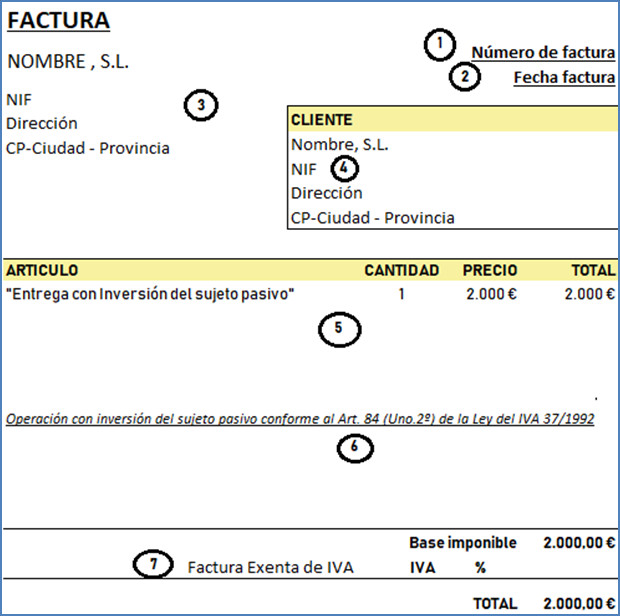 FACTURA
1
Número de factura
NOMBRE , S.L.
2
Fecha factura
NIF
3
Dirección
CP-Ciudad - Provincia
CLIENTE
Nombre, S.L.
NIF 4
Dirección
CP-Ciudad - Provincia
ARTICULO CANTIDAD PRECIO TOTAL
"Entrega con Inversión del sujeto pasivo" 1 2.000 € 2.000 €
5
Operación con inversión del sujeto pasivo conforme al Art. 84 (Uno.2º) de la Ley del IVA 37/1992
6
Base imponible 2.000,00 €
7 Factura Exenta de IVA IVA %
TOTAL 2.000,00 €